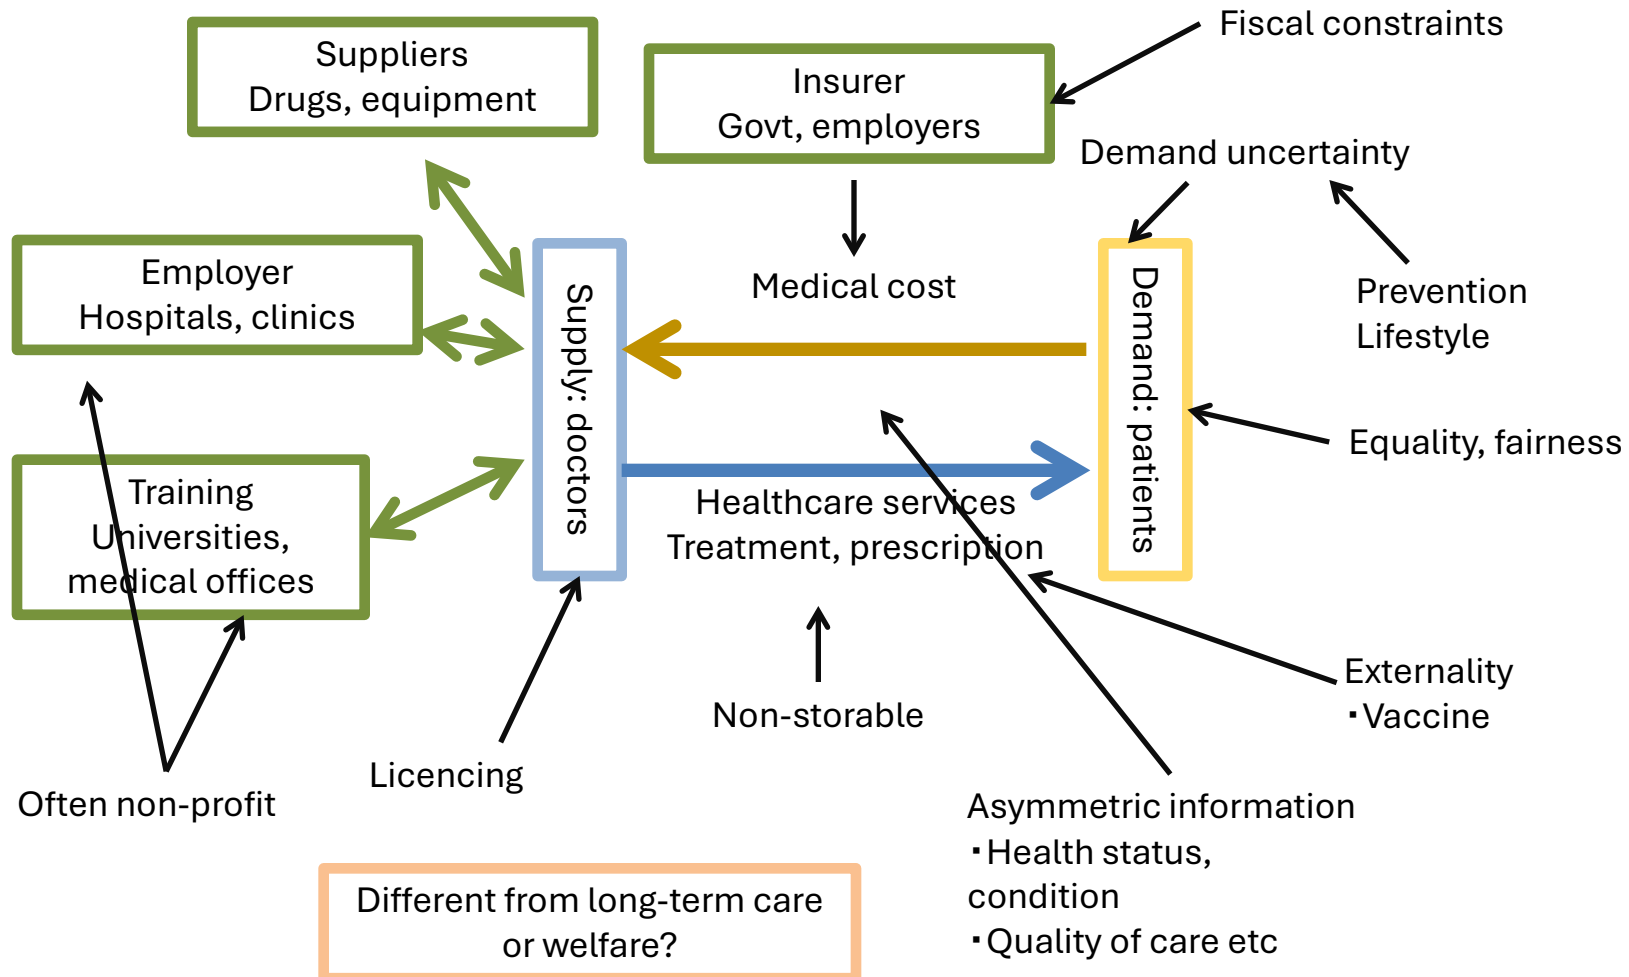 Fiscal constraints
Suppliers
Drugs, equipment
Insurer
Govt, employers
Demand uncertainty
Employer
Hospitals, clinics
Medical cost
Prevention
Lifestyle
Supply: doctors
Demand: patients
Equality, fairness
Training
Universities,
medical offices
Healthcare services
Treatment, prescription
Externality
・Vaccine
Non-storable
Licencing
Often non-profit
Asymmetric information
・Health status,
condition
・Quality of care etc
Different from long-term care
or welfare?